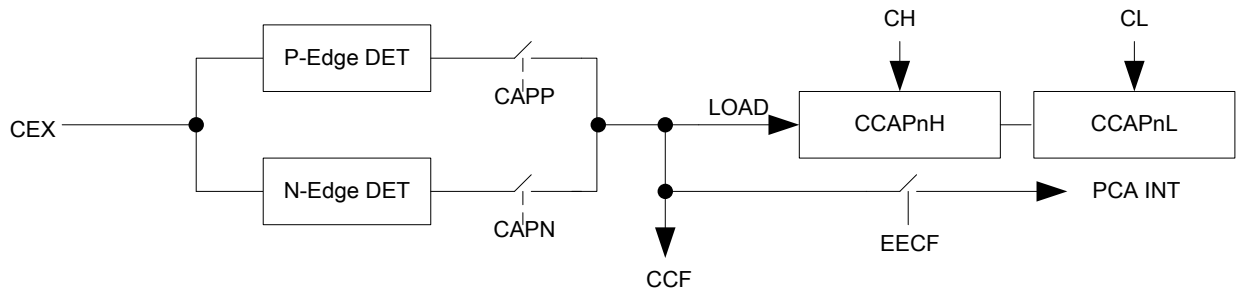 CH
CL
P-Edge DET
CAPP
LOAD
CCAPnH
CCAPnL
CEX
N-Edge DET
CAPN
PCA INT
EECF
CCF